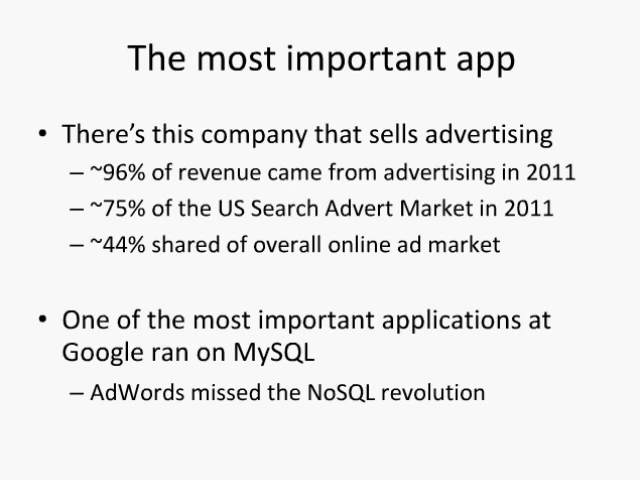 The most important app
• There's this company that sells advertising
– ~96% of revenue came from advertising in 2011
– ~75% of the US Search Advert Market in 2011
– ~44% shared of overall online ad market
• One of the most important applications at
Google ran on MySQL
– AdWords missed the NoSQL revolution